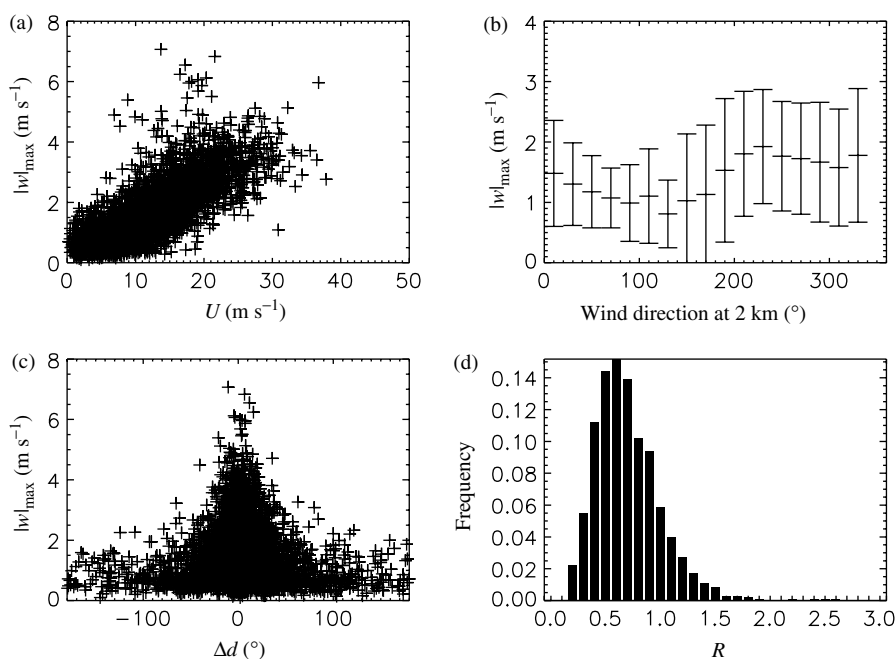 (a)
8
6
4
2
0
|w|max (m s−1)
0 10 20 30 40 50
U (m s−1)
(b)
4
3
2
1
0
|w|max (m s−1)
0 100 200 300
Wind direction at 2 km (°)
(c)
8
6
4
2
0
|w|max (m s−1)
−100 0 100
Δd (°)
(d)
0.14
0.12
0.10
0.08
0.06
0.04
0.02
0.00
Frequency
0.0 0.5 1.0 1.5 2.0 2.5 3.0
R